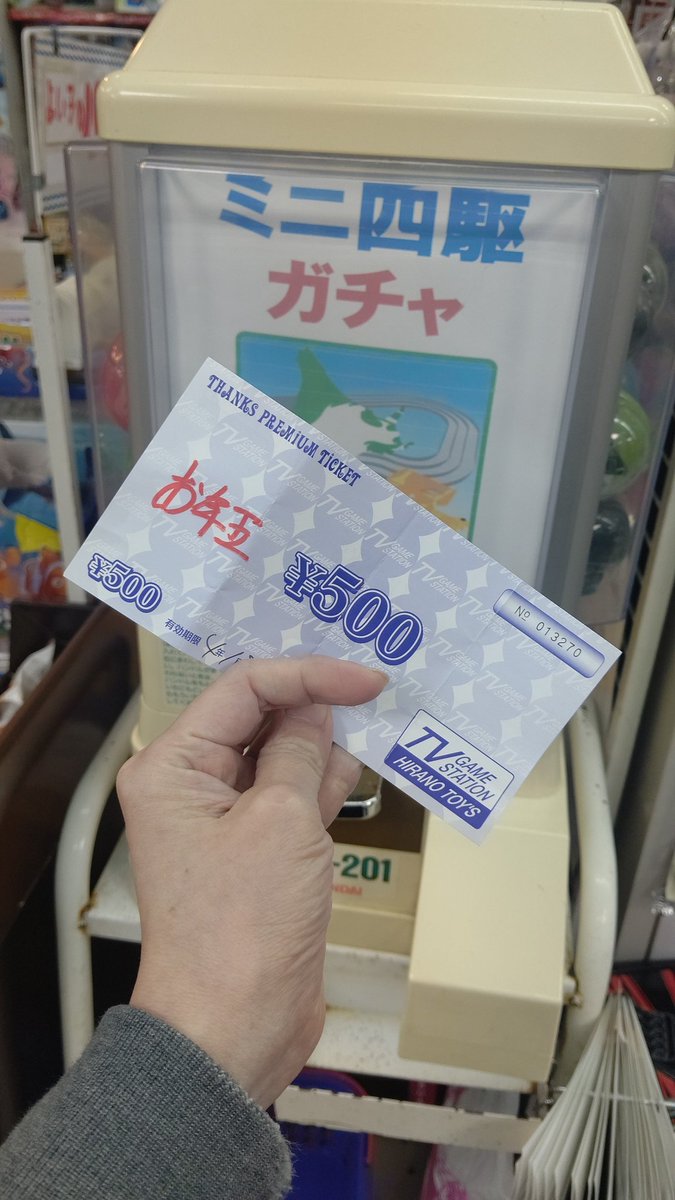 ミニ四駆
ガチャ
THANKS PREMIUM TICKET
お年玉
¥500
¥500
Nº 013270
有効期限
TV GAME STATION
HIRANO TOY'S
-201